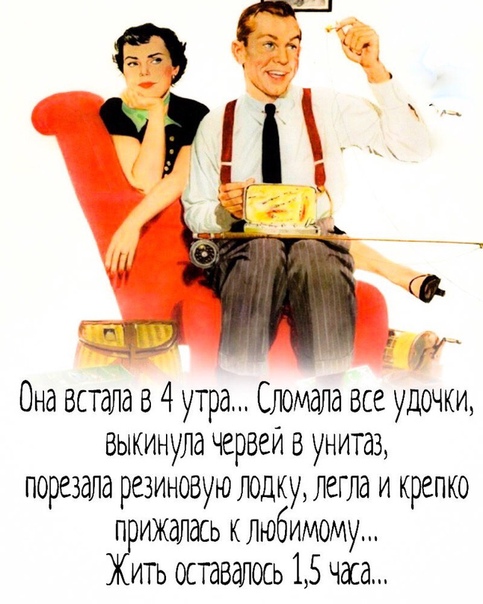 Она встала в 4 утра... Сломала все удочки,
выкинула червей в унитаз,
порезала резиновую лодку, легла и крепко
прижалась к любимому...
Жить оставалось 1,5 часа...